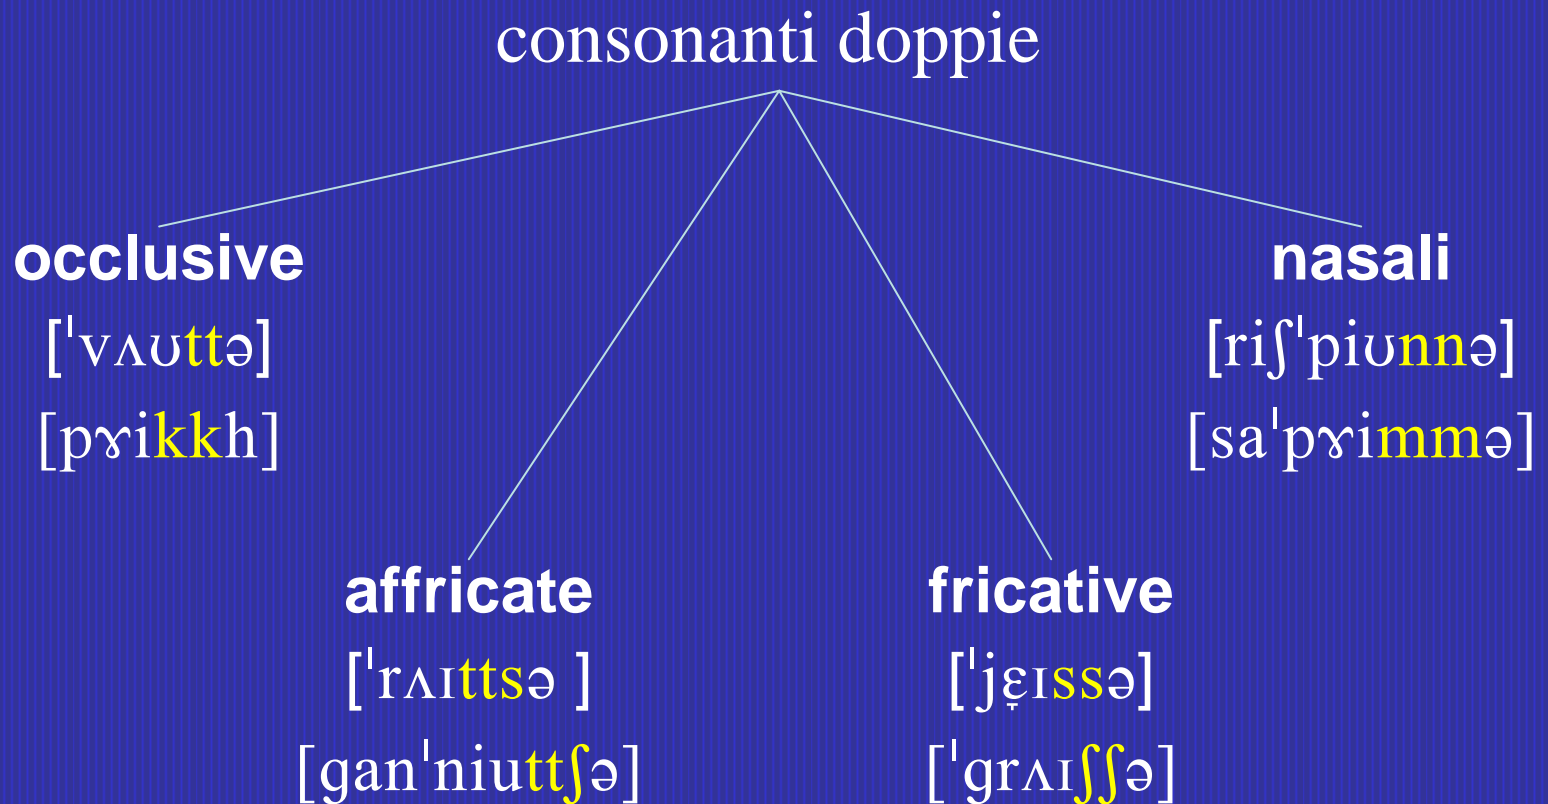 consonanti doppie
occlusive
[ˈvʌʊttə]
[pɤikkh]
nasali
[riʃˈpiʊnnə]
[saˈpɤimmə]
affricate
[ˈrʌɪttsə ]
[ganˈniuttʃə]
fricative
[ˈjɛ̞ɪssə]
[ˈgrʌɪʃʃə]